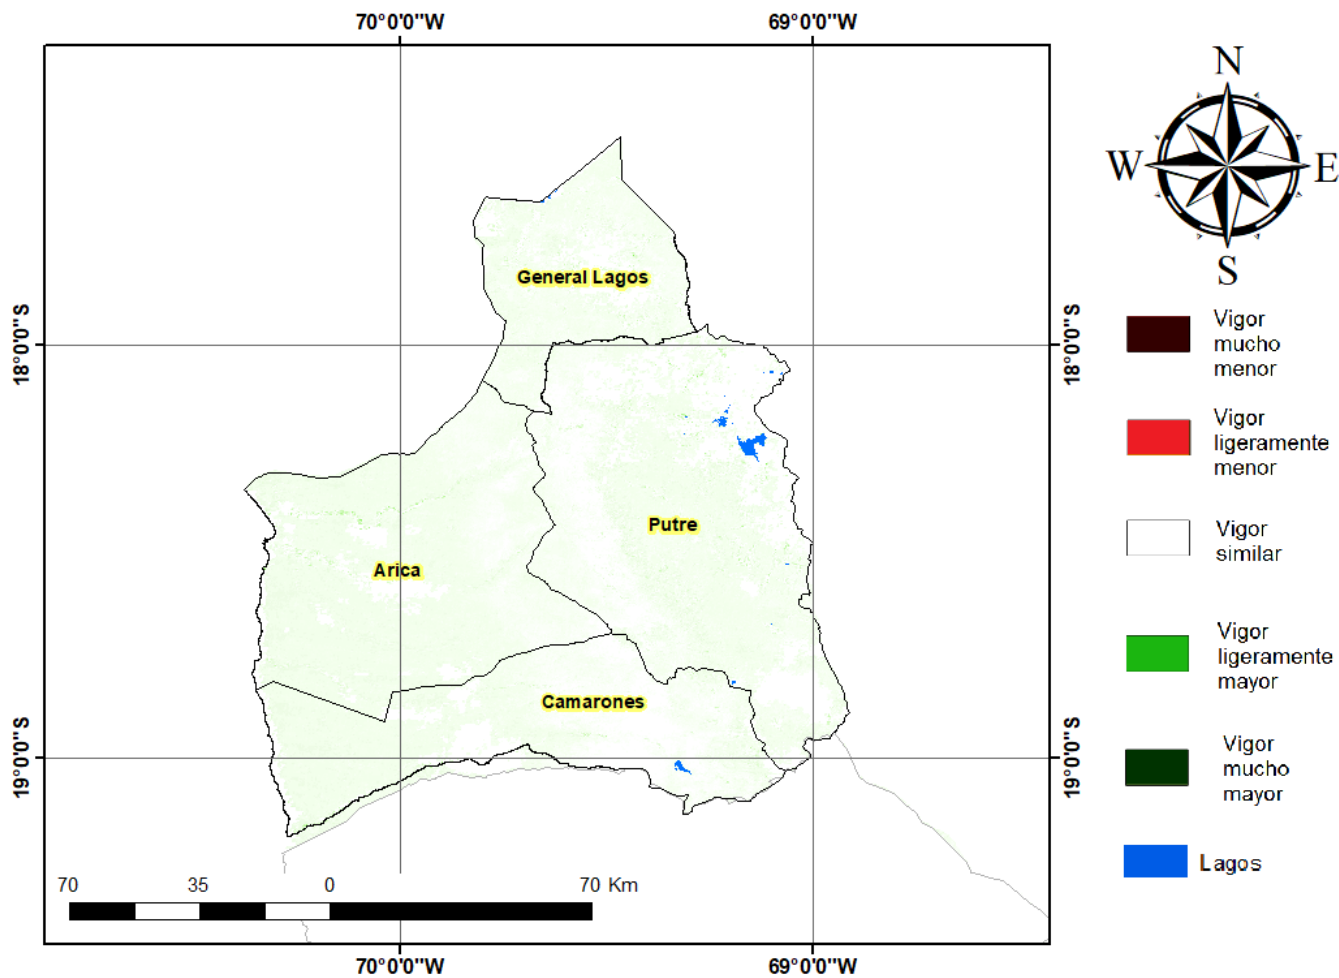 70°0'0"W
69°0'0"W
N
W
E
S
18°0'0"S
18°0'0"S
General Lagos
Putre
Arica
Camarones
19°0'0"S
19°0'0"S
Vigor
mucho
menor
Vigor
ligeramente
menor
Vigor
similar
Vigor
ligeramente
mayor
Vigor
mucho
mayor
Lagos
70
35
0
70 Km
70°0'0"W
69°0'0"W